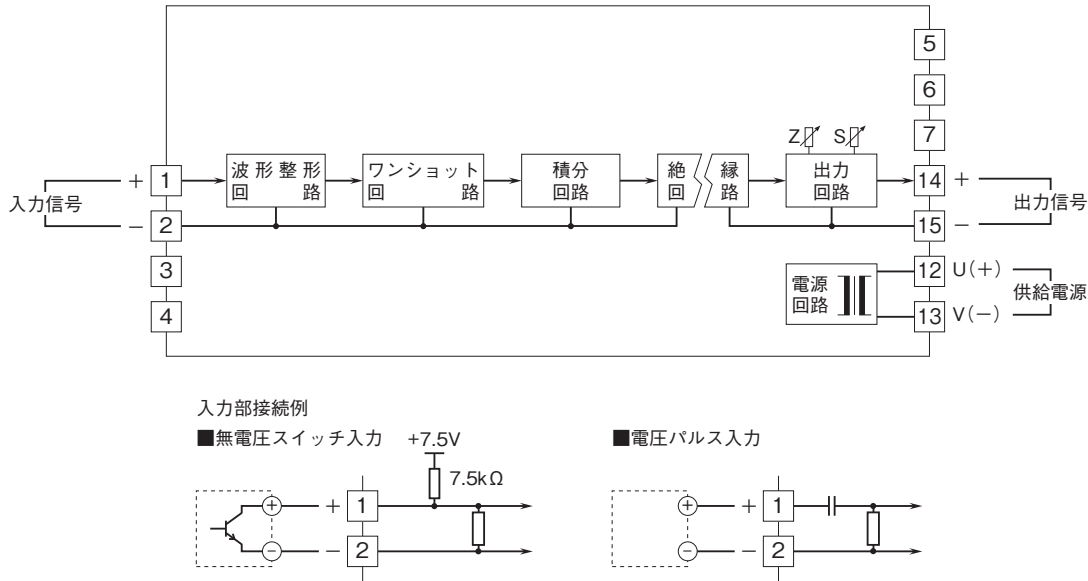 5
6
7
Z S
+ 1 波形整形回路 ワンショット回路 積分回路 絶縁回路 出力回路 14 +
入力信号 出力信号
− 2 15 −
3 電源回路 12 U(+)
供給電源
4 13 V(−)
入力部接続例
■無電圧スイッチ入力 +7.5V ■電圧パルス入力
7.5kΩ
+ + 1 + + 1
− − 2 − − 2